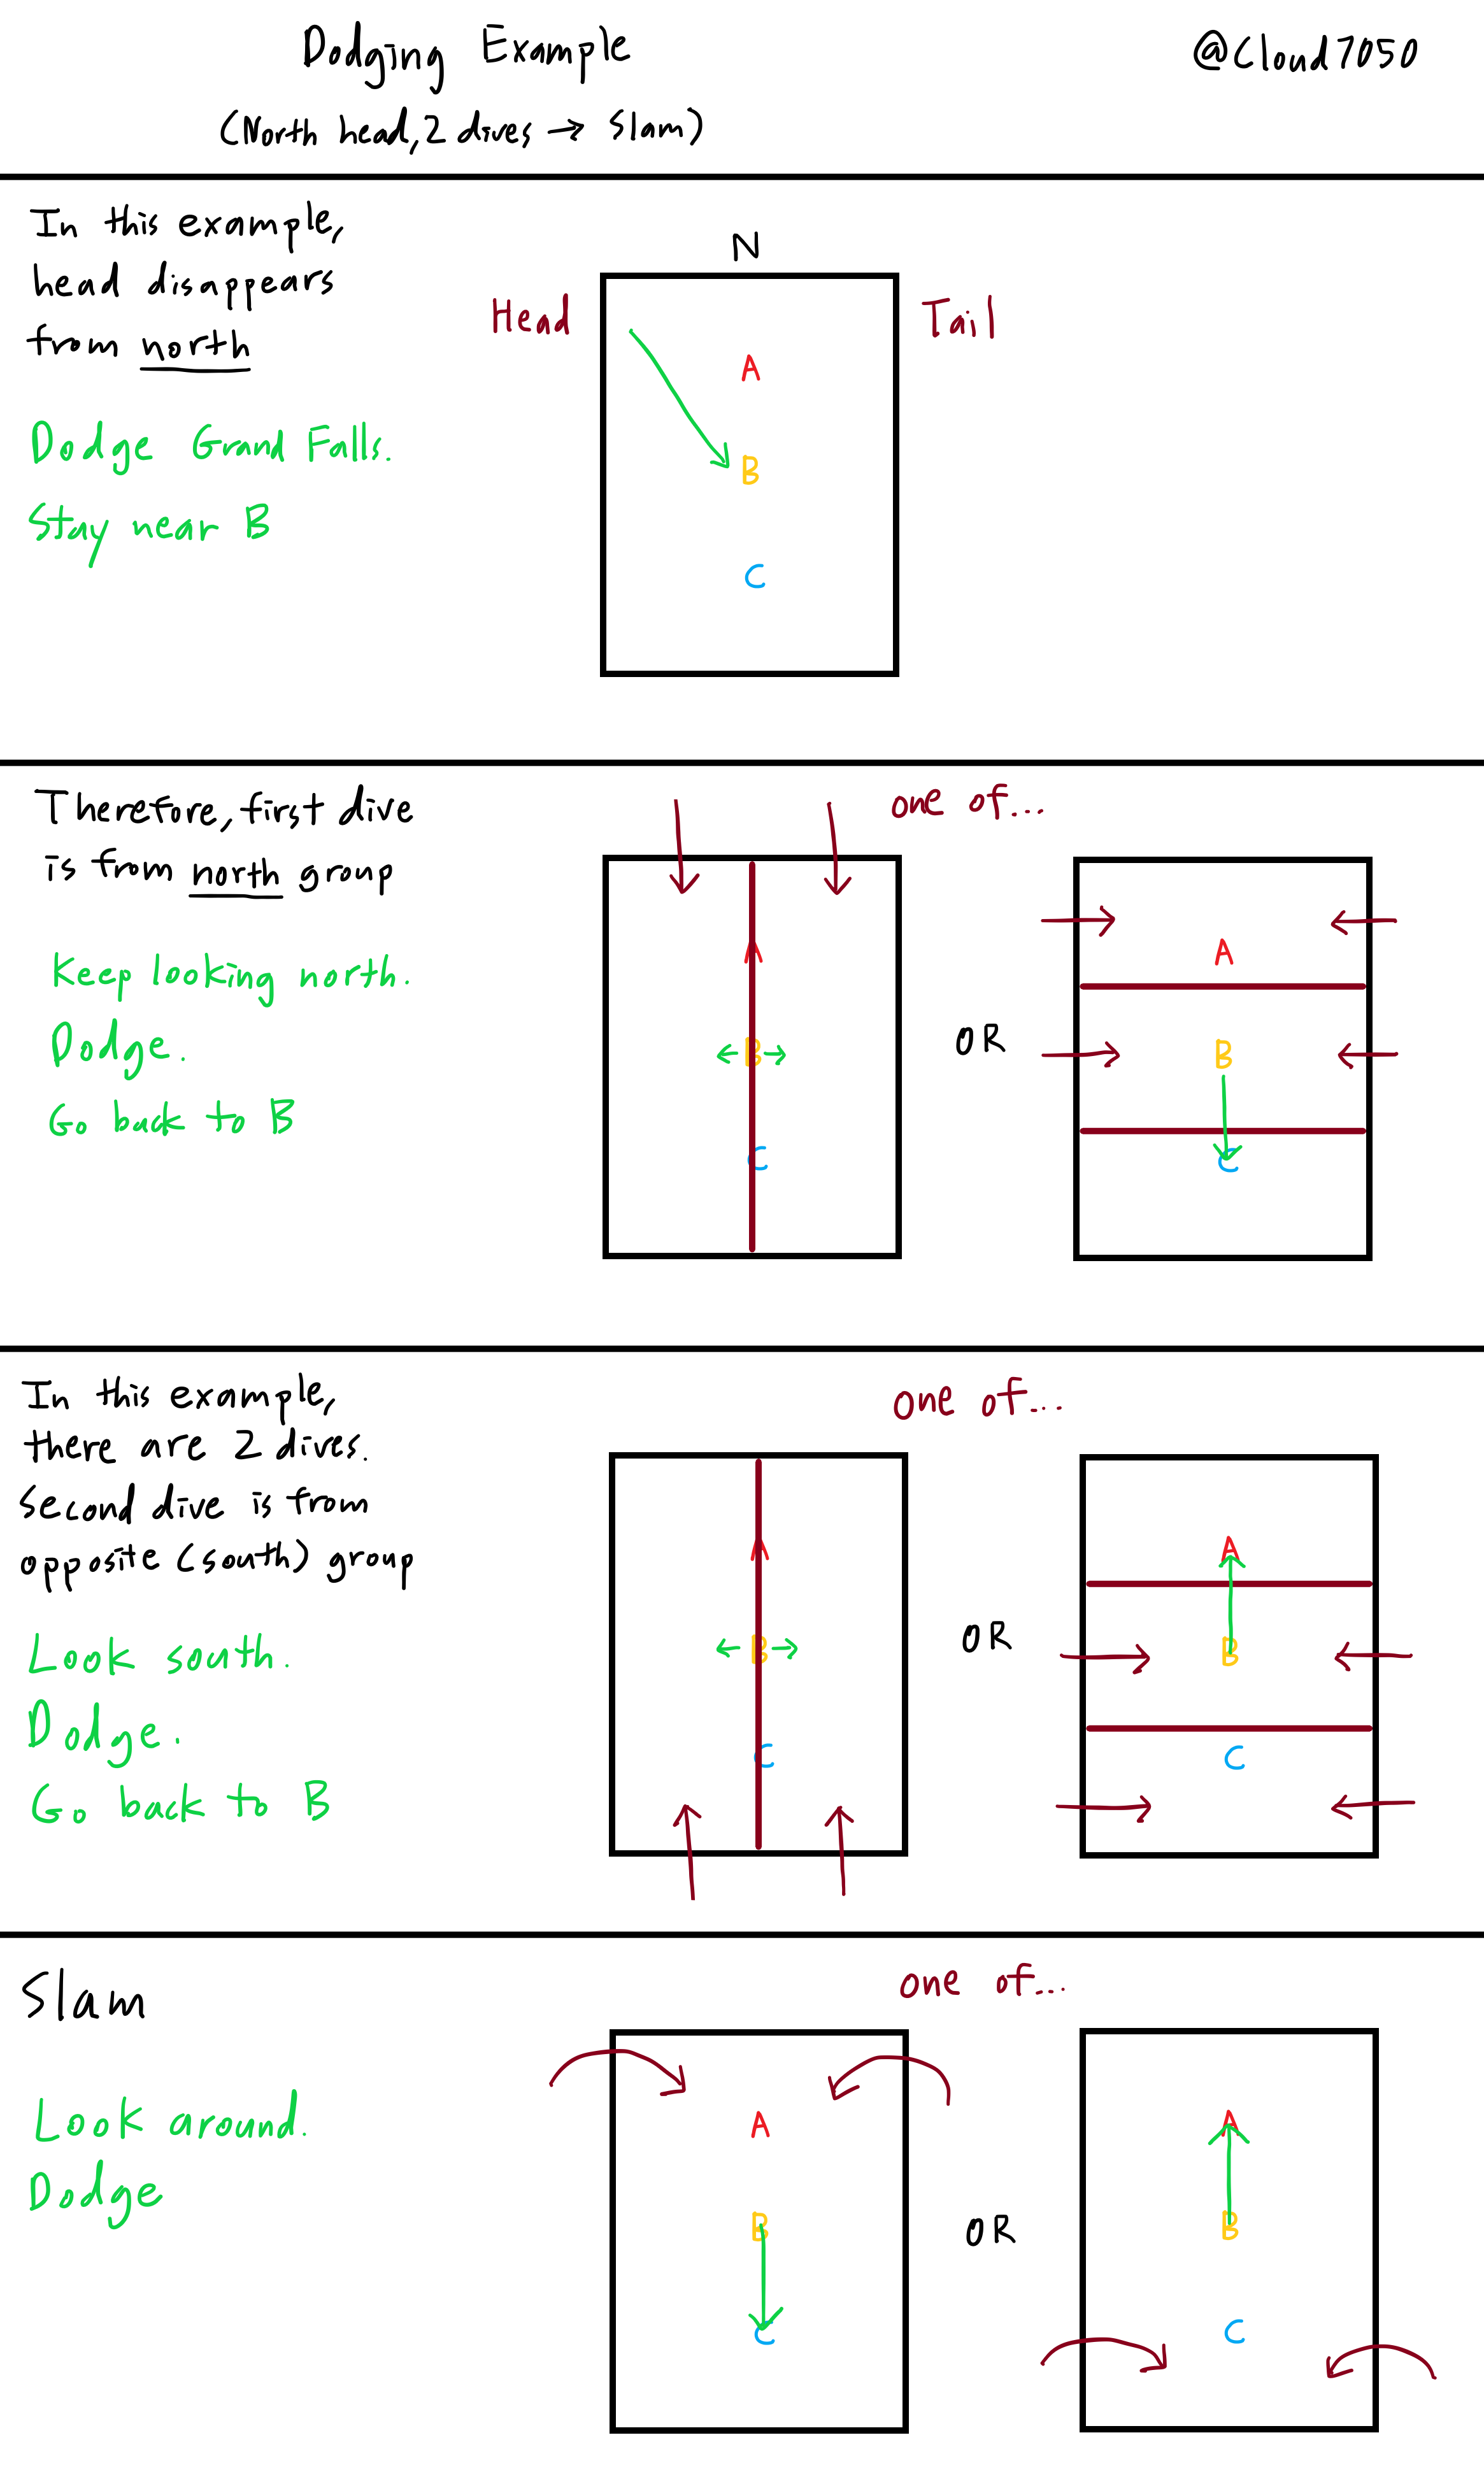 Dodging Example
@Cloud7050
(North head, 2 dives → Slam)
In this example,
head disappears
from north
Dodge Grand Falls.
Stay near B
N
Head
Tail
A
B
C
Therefore, first dive
is from north group
Keep looking north.
Dodge.
Go back to B
one of...
A
B
C
OR
A
B
C
In this example,
there are 2 dives.
Second dive is from
opposite (south) group
Look south.
Dodge.
Go back to B
one of...
A
B
C
OR
A
B
C
Slam
Look around.
Dodge
one of...
A
B
C
OR
A
B
C